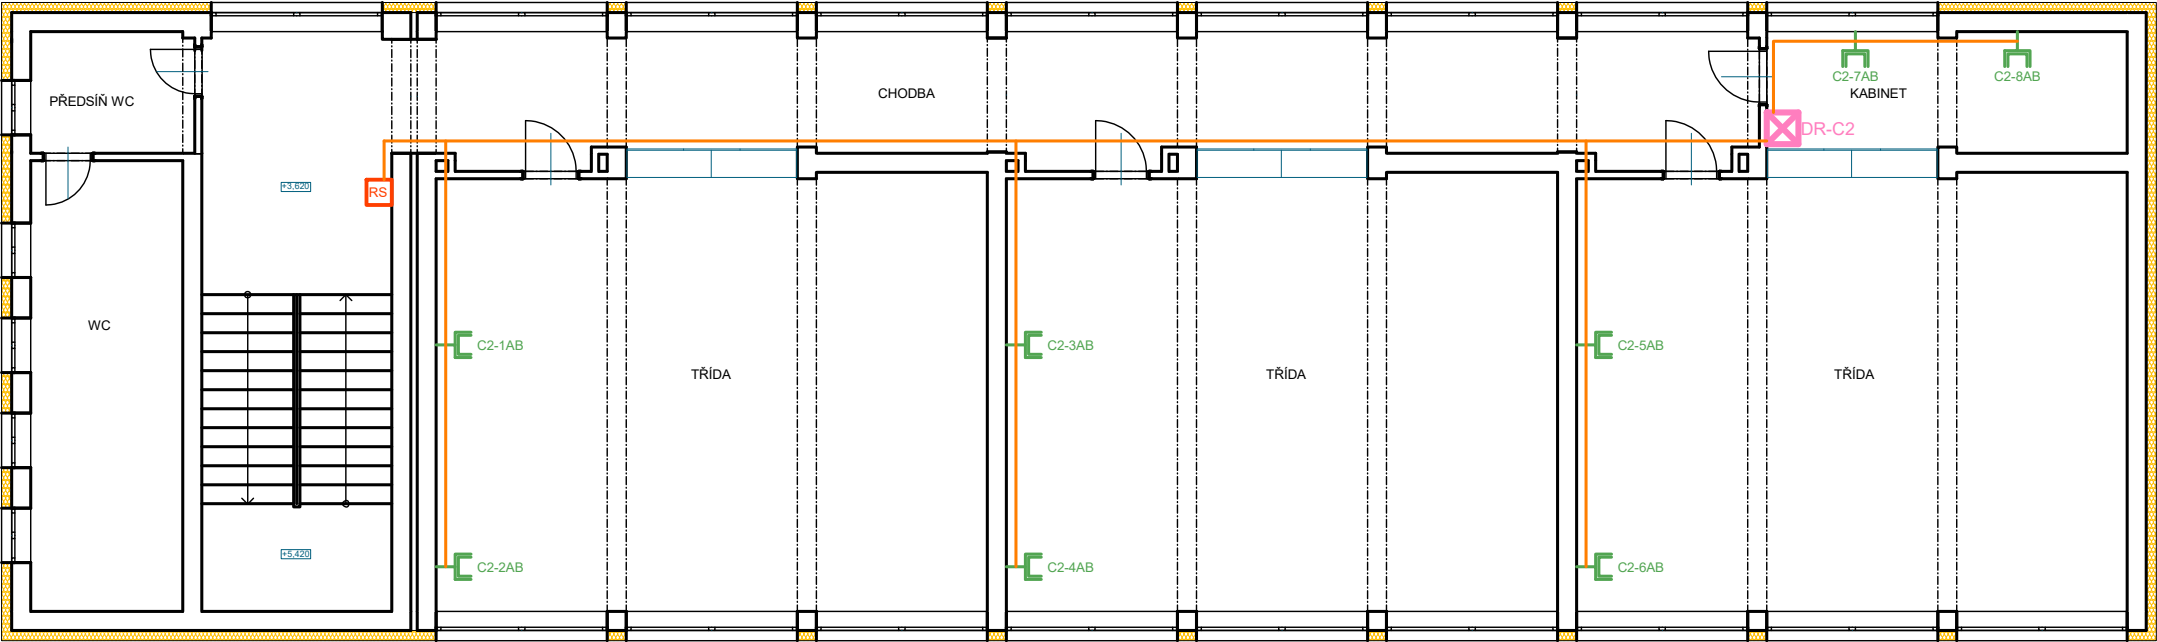 C2-7AB
C2-8AB
PŘEDSÍŇ WC
CHODBA
KABINET
DR-C2
+3,620
RS
WC
C2-1AB
C2-3AB
C2-5AB
TŘÍDA
TŘÍDA
TŘÍDA
+5,420
C2-2AB
C2-4AB
C2-6AB